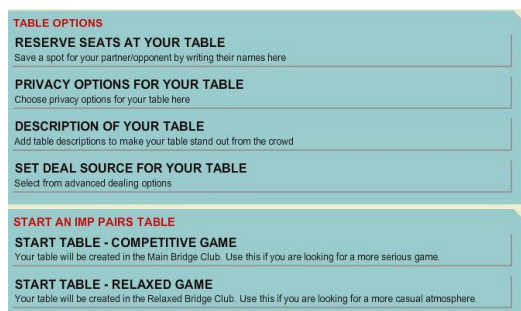 TABLE OPTIONS
RESERVE SEATS AT YOUR TABLE
Save a spot for your partner/opponent by writing their names here
PRIVACY OPTIONS FOR YOUR TABLE
Choose privacy options for your table here
DESCRIPTION OF YOUR TABLE
Add table descriptions to make your table stand out from the crowd
SET DEAL SOURCE FOR YOUR TABLE
Select from advanced dealing options
START AN IMP PAIRS TABLE
START TABLE - COMPETITIVE GAME
Your table will be created in the Main Bridge Club. Use this if you are looking for a more serious game.
START TABLE - RELAXED GAME
Your table will be created in the Relaxed Bridge Club. Use this if you are looking for a more casual atmosphere.